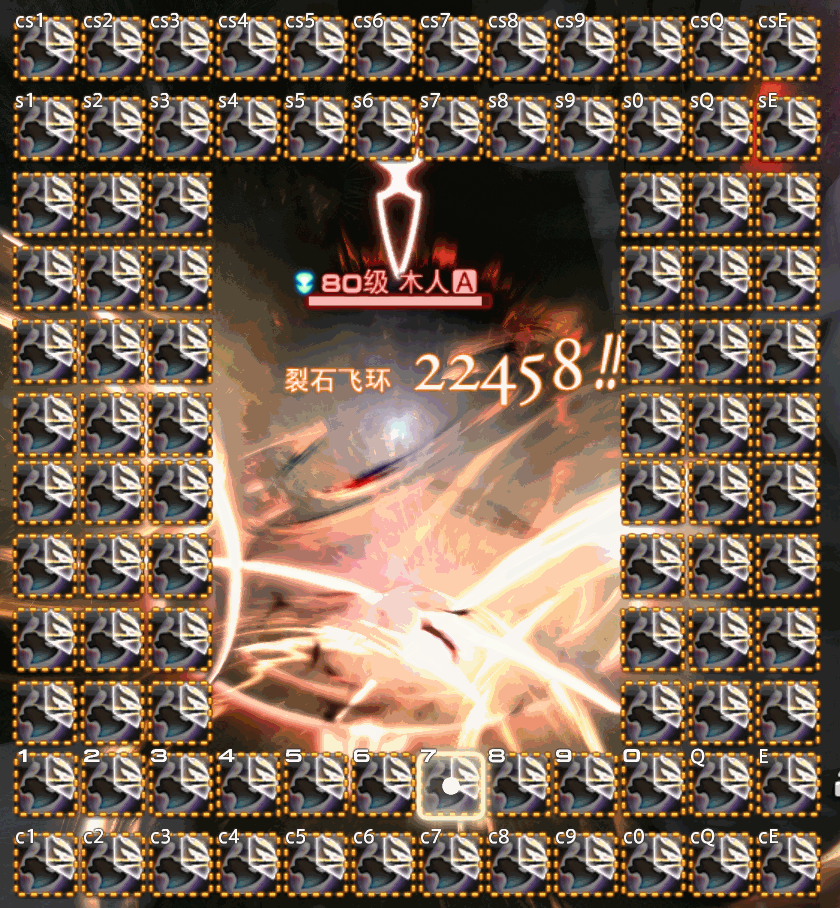 cs1 cs2 cs3 cs4 cs5 cs6 cs7 cs8 cs9 csQ csE
s1 s2 s3 s4 s5 s6 s7 s8 s9 s0 sQ sE
80级 木人 A
裂石飞环 22458!!
1 2 3 4 5 6 7 8 9 0 Q E
c1 c2 c3 c4 c5 c6 c7 c8 c9 c0 cQ cE